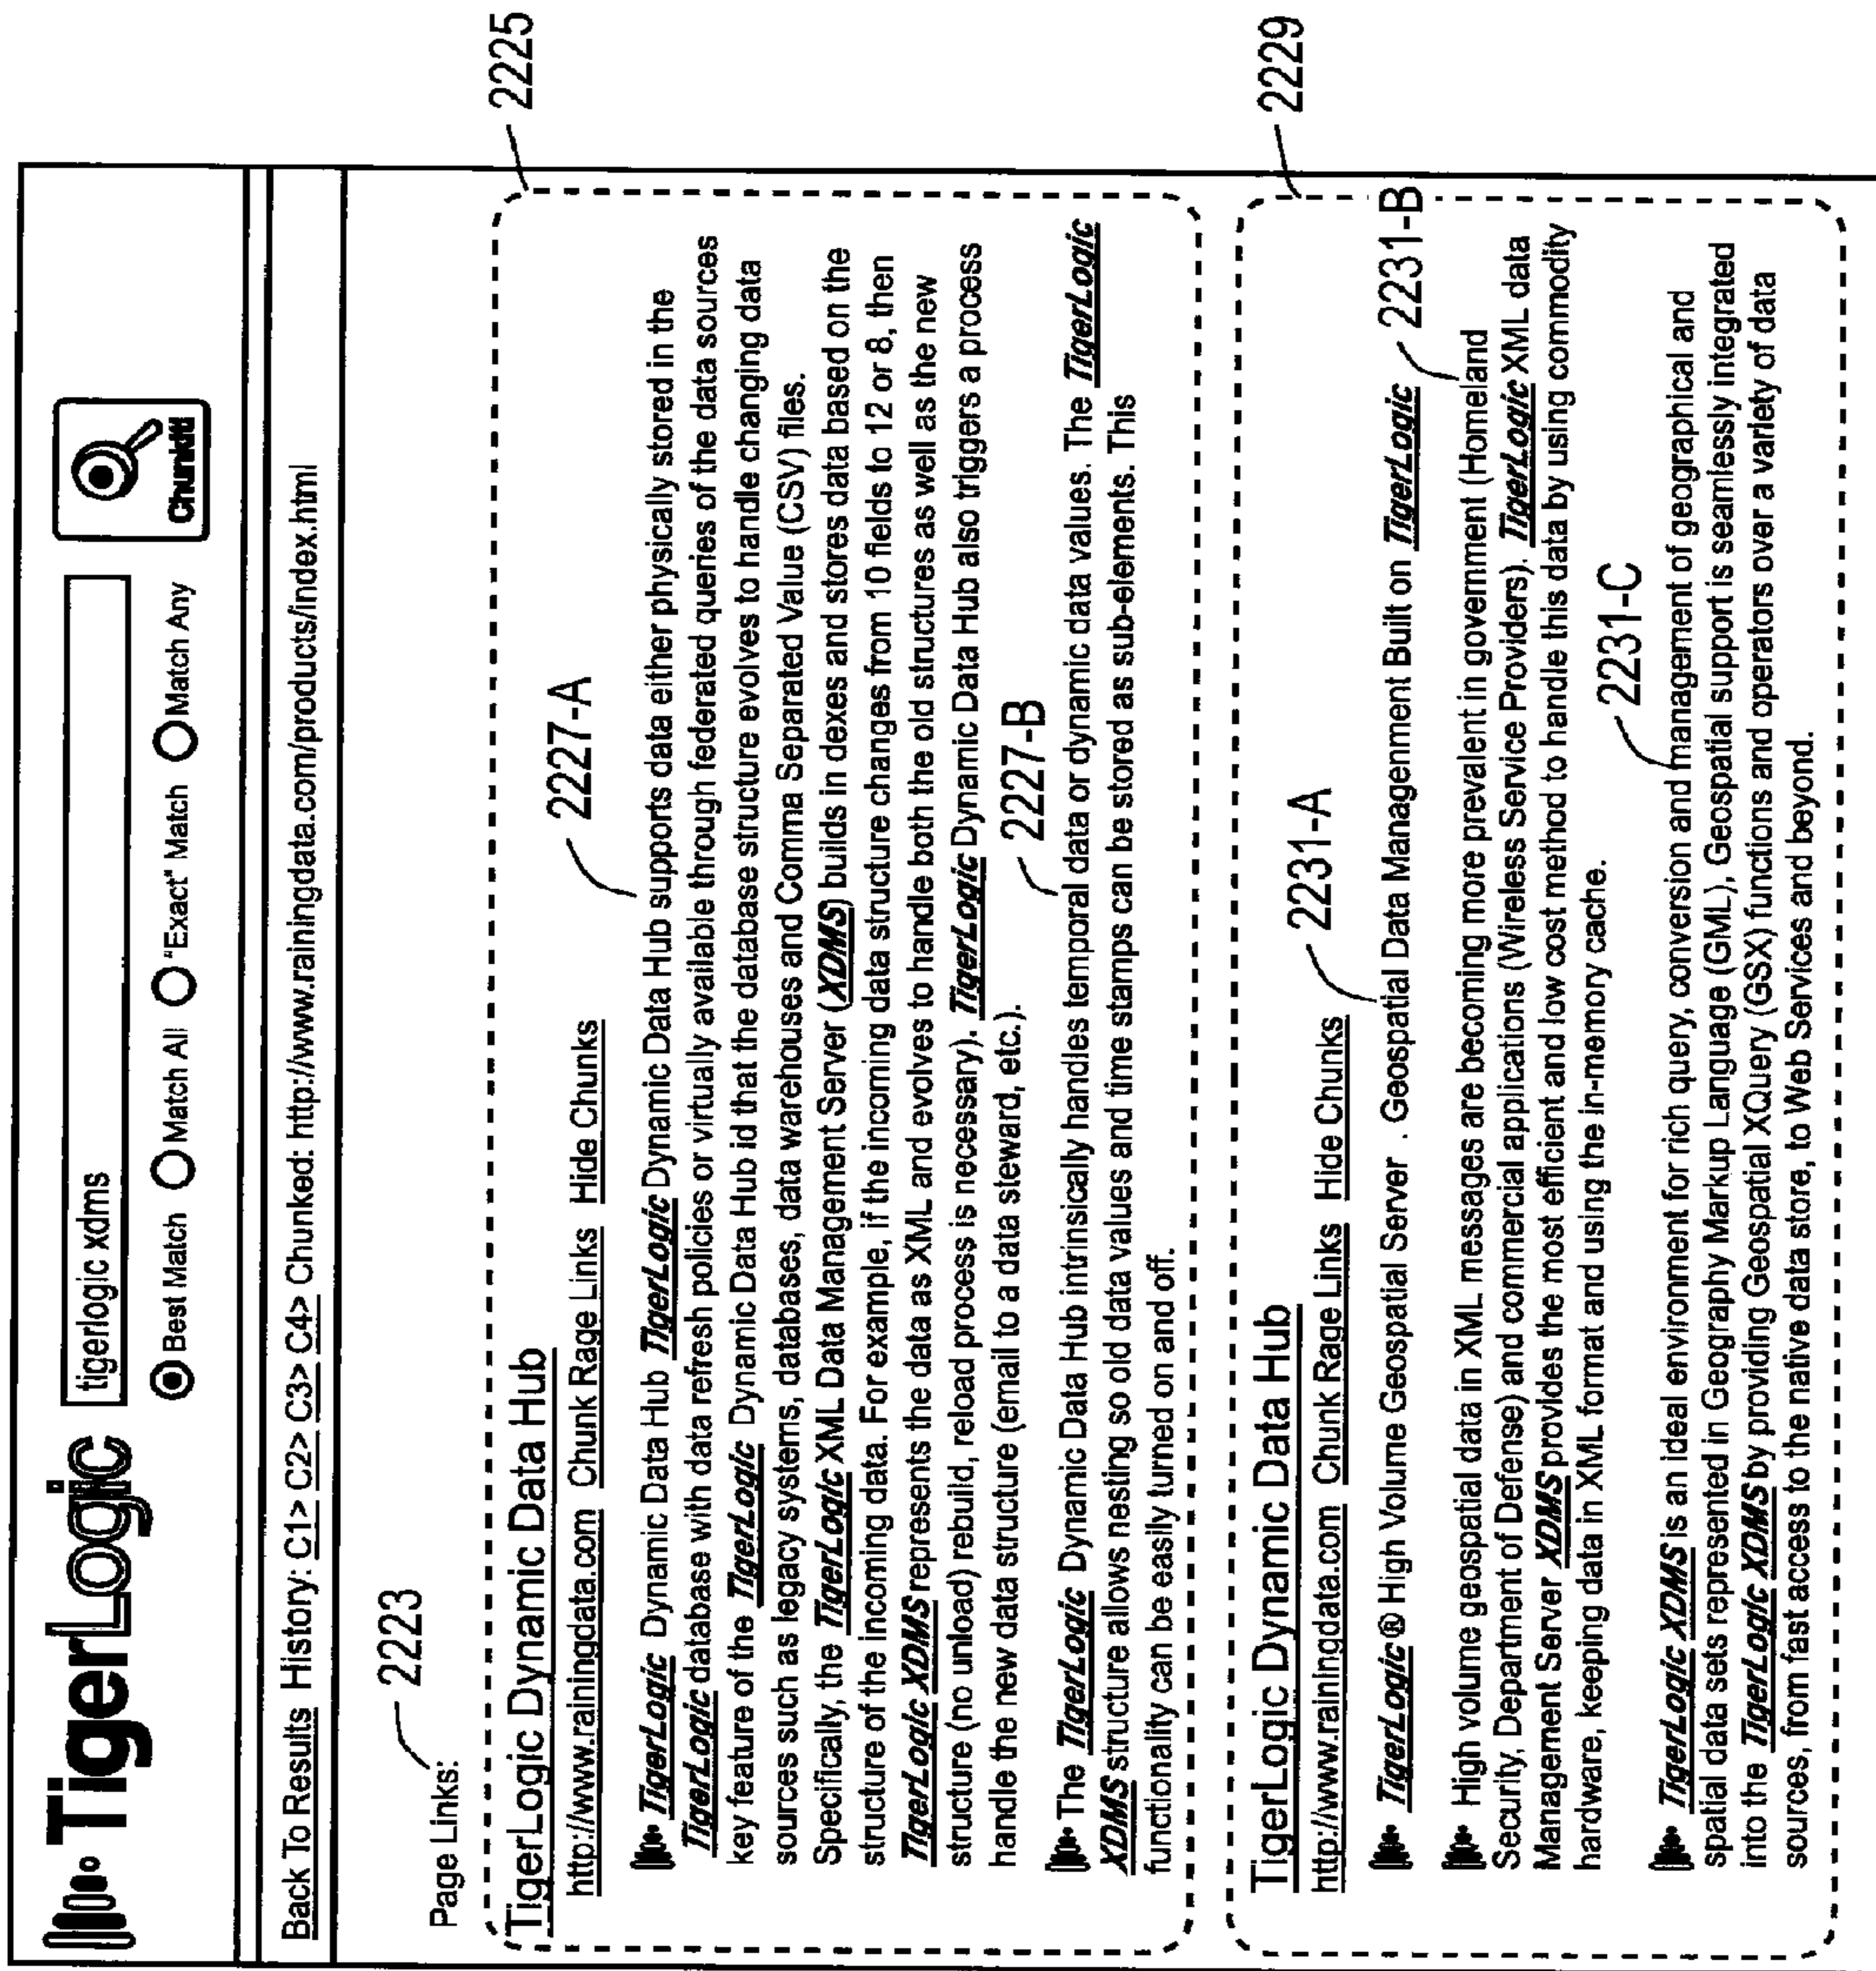 TigerLogic
tigerlogic xdms
Chunkit!
Best Match Match All "Exact" Match Match Any
Back To Results History: C1> C2> C3> C4> Chunked: http://www.rainingdata.com/products/index.html
2223
Page Links:
2225
TigerLogic Dynamic Data Hub
http://www.rainingdata.com Chunk Rage Links Hide Chunks
2227-A
TigerLogic Dynamic Data Hub TigerLogic Dynamic Data Hub supports data either physically stored in the
TigerLogic database with data refresh policies or virtually available through federated queries of the data sources
key feature of the TigerLogic Dynamic Data Hub id that the database structure evolves to handle changing data
sources such as legacy systems, databases, data warehouses and Comma Separated Value (CSV) files.
Specifically, the TigerLogic XML Data Management Server (XDMS) builds in dexes and stores data based on the
structure of the incoming data. For example, if the incoming data structure changes from 10 fields to 12 or 8, then
TigerLogic XDMS represents the data as XML and evolves to handle both the old structures as well as the new
structure (no unload) rebuild, reload process is necessary). TigerLogic Dynamic Data Hub also triggers a process
handle the new data structure (email to a data steward, etc.).
2227-B
The TigerLogic Dynamic Data Hub intrinsically handles temporal data or dynamic data values. The TigerLogic
XDMS structure allows nesting so old data values and time stamps can be stored as sub-elements. This
functionality can be easily turned on and off.
2229
TigerLogic Dynamic Data Hub
http://www.rainingdata.com Chunk Rage Links Hide Chunks
2231-A
TigerLogic® High Volume Geospatial Server . Geospatial Data Management Built on TigerLogic
2231-B
High volume geospatial data in XML messages are becoming more prevalent in government (Homeland
Security, Department of Defense) and commercial applications (Wireless Service Providers). TigerLogic XML data
Management Server XDMS provides the most efficient and low cost method to handle this data by using commodity
hardware, keeping data in XML format and using the in-memory cache.
2231-C
TigerLogic XDMS is an ideal environment for rich query, conversion and management of geographical and
spatial data sets represented in Geography Markup Language (GML), Geospatial support is seamlessly integrated
into the TigerLogic XDMS by providing Geospatial XQuery (GSX) functions and operators over a variety of data
sources, from fast access to the native data store, to Web Services and beyond.